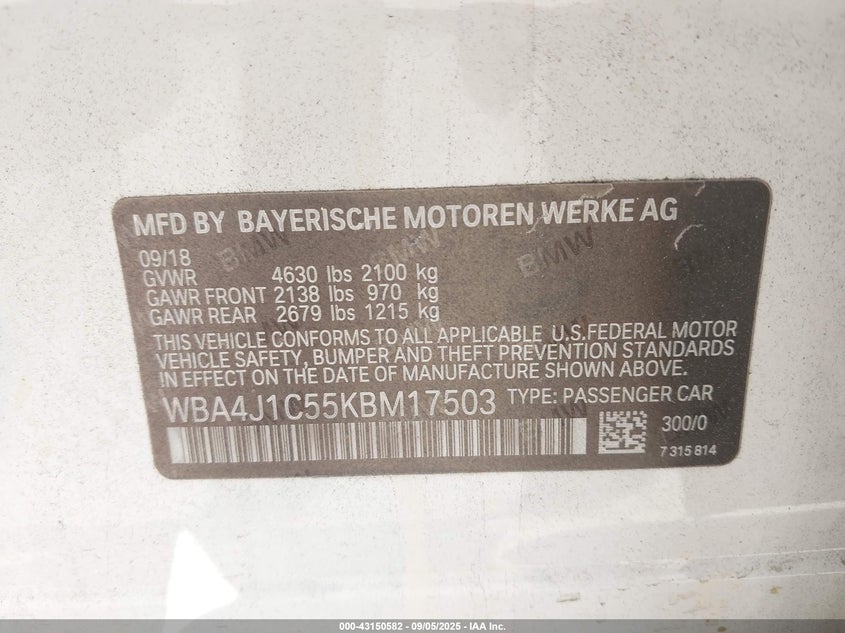 MFD BY BAYERISCHE MOTOREN WERKE AG
09/18
GVWR 4630 lbs 2100 kg
GAWR FRONT 2138 lbs 970 kg
GAWR REAR 2679 lbs 1215 kg
THIS VEHICLE CONFORMS TO ALL APPLICABLE U.S.FEDERAL MOTOR
VEHICLE SAFETY, BUMPER AND THEFT PREVENTION STANDARDS
IN EFFECT ON THE DATE OF MANUFACTURE SHOWN ABOVE.
WBA4J1C55KBM17503 TYPE: PASSENGER CAR
300/0
7 315 814
BMW BMW BMW
000-43150582 - 09/05/2025 - IAA Inc.